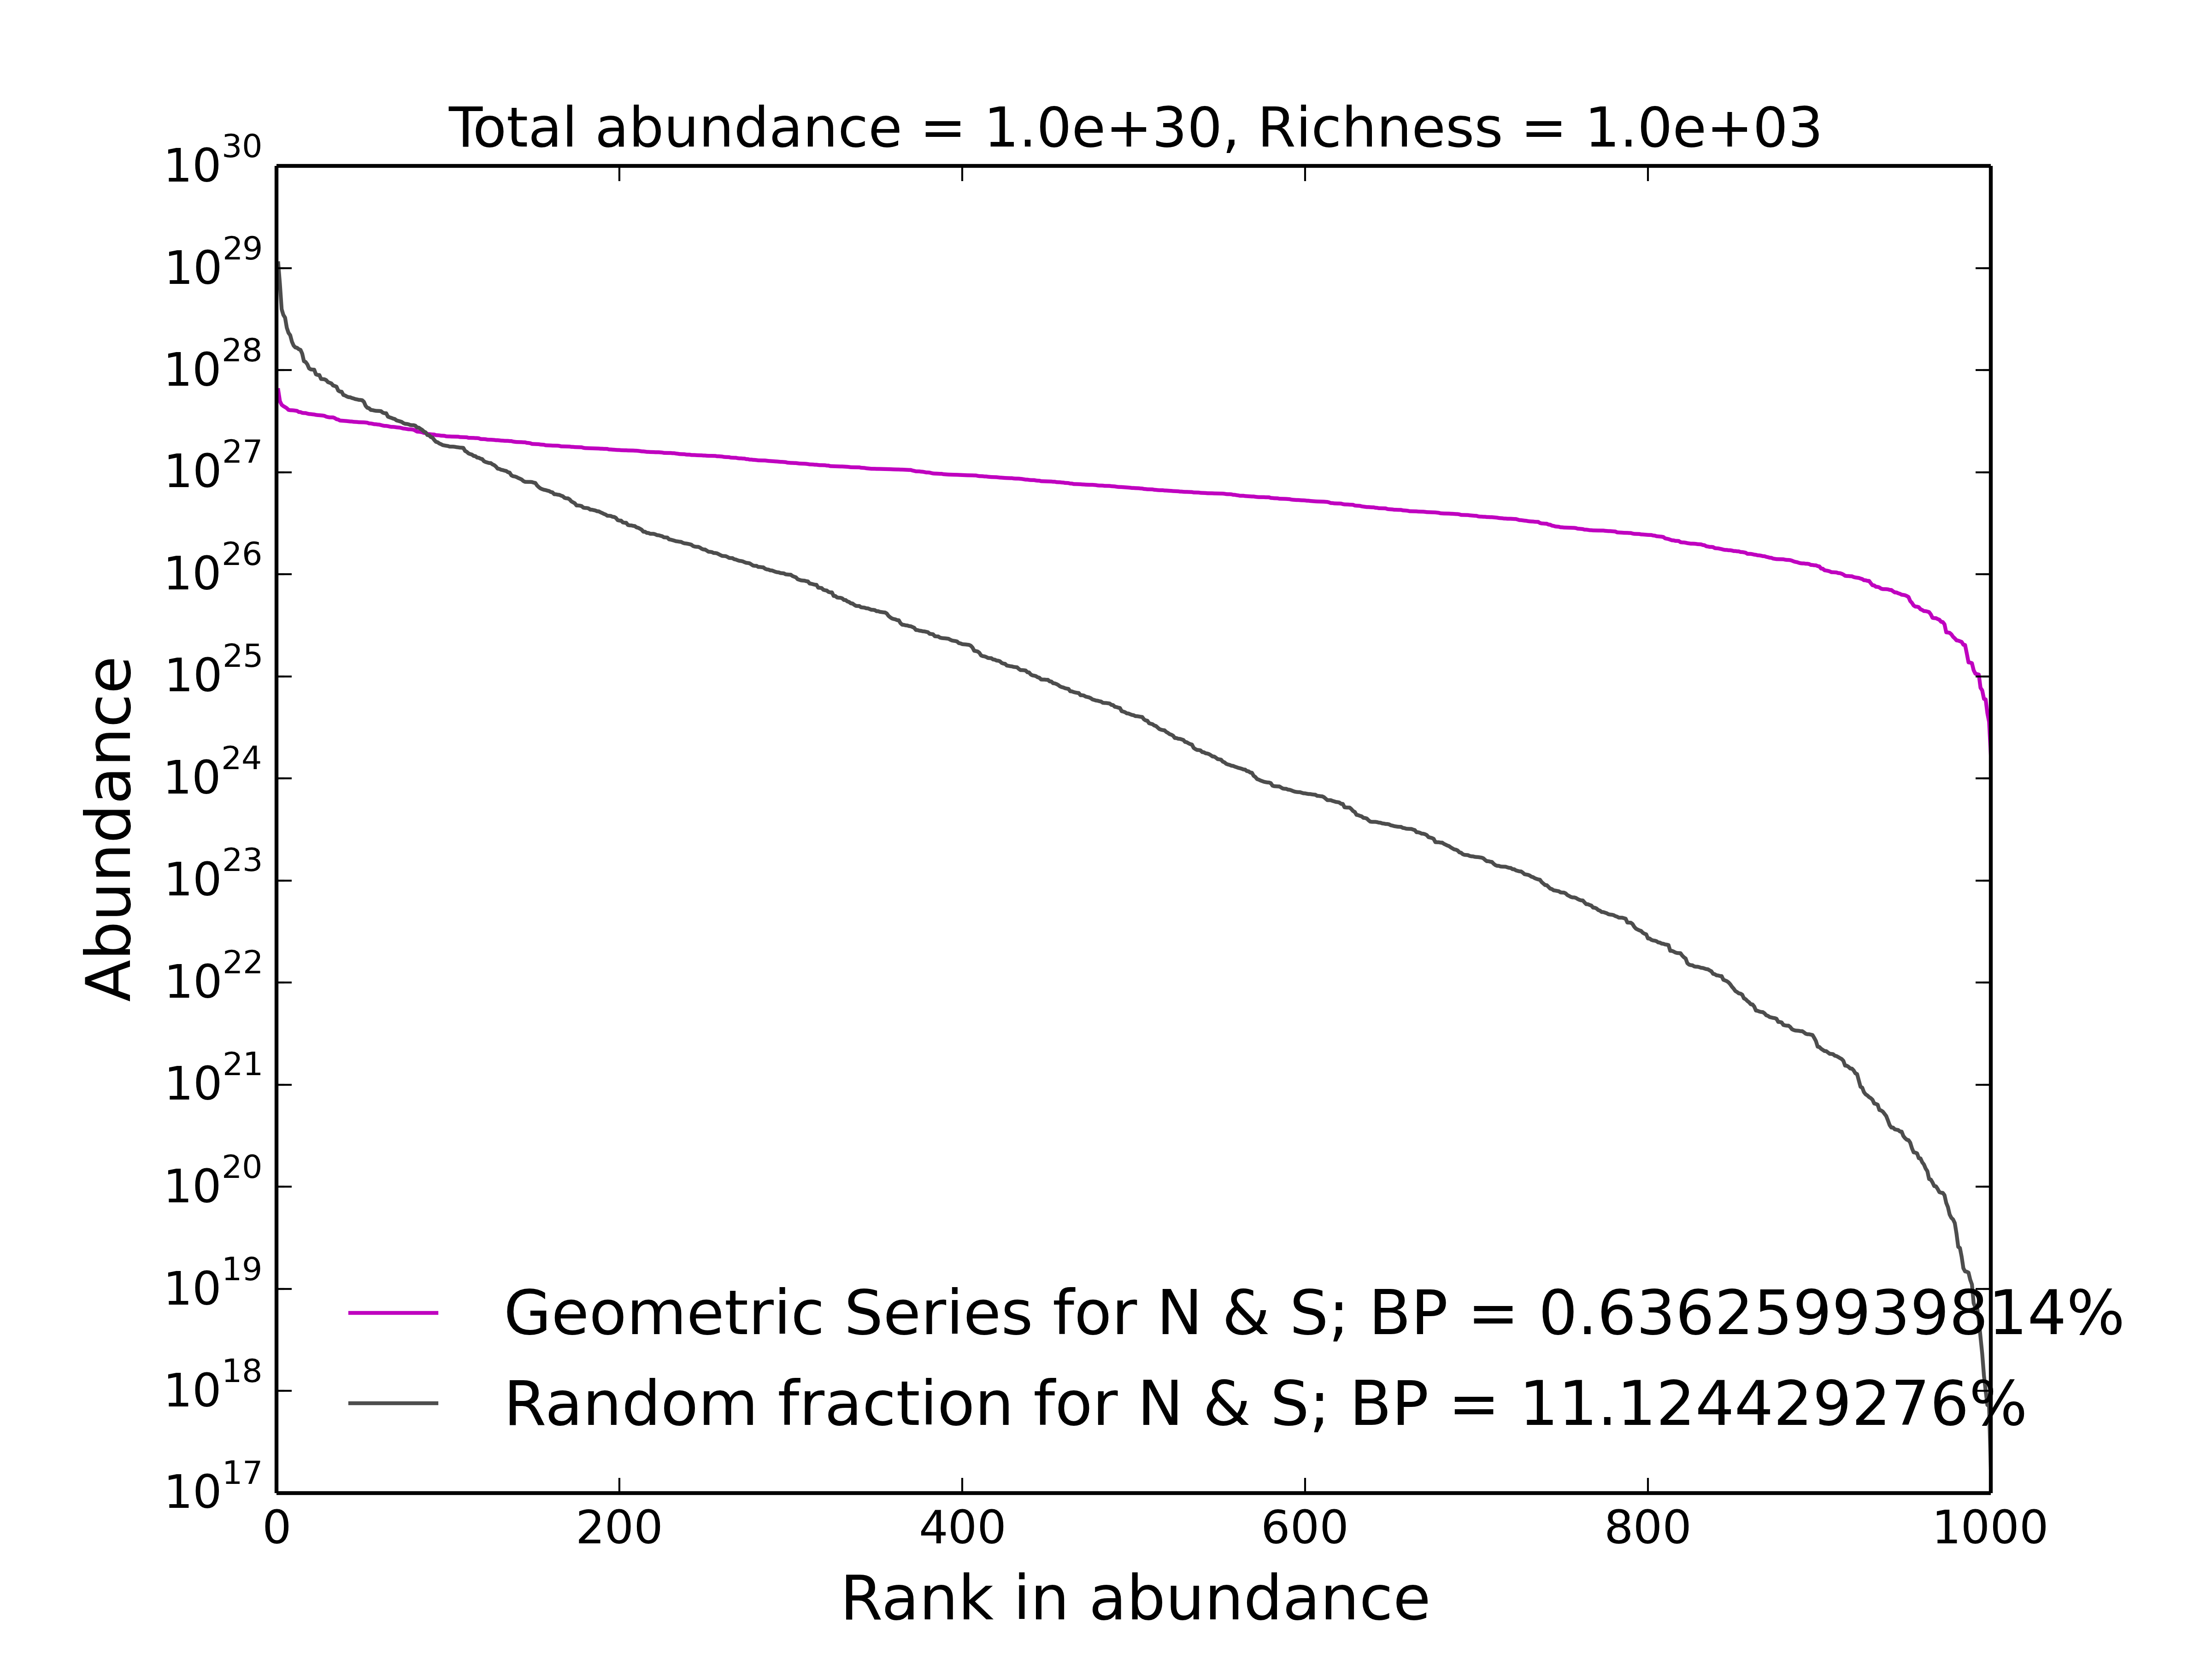 Total abundance = 1.0e+30, Richness = 1.0e+03
10^30
10^29
10^28
10^27
10^26
10^25
10^24
10^23
10^22
10^21
10^20
10^19
10^18
10^17
Abundance
Geometric Series for N & S; BP = 0.636259939814%
Random fraction for N & S; BP = 11.124429276%
0 200 400 600 800 1000
Rank in abundance